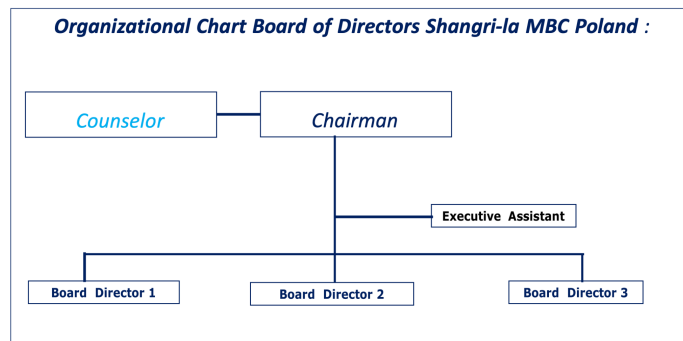 Organizational Chart Board of Directors Shangri-la MBC Poland :
Counselor
Chairman
Executive Assistant
Board Director 1
Board Director 2
Board Director 3